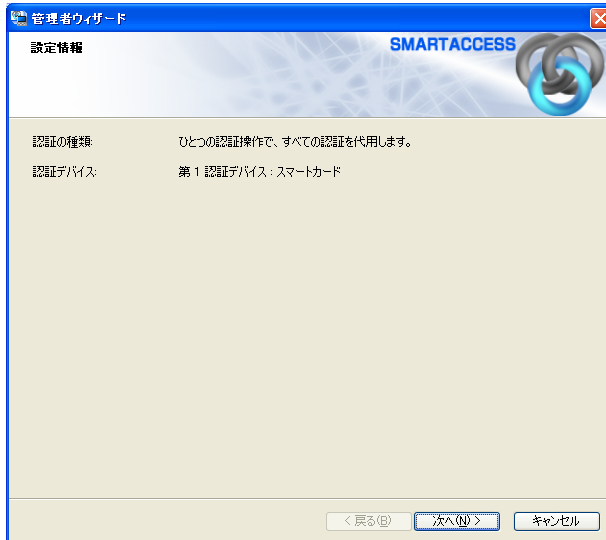 管理者ウィザード
設定情報
SMARTACCESS
認証の種類: ひとつの認証操作で、すべての認証を代用します。
認証デバイス: 第1認証デバイス:スマートカード
<戻る(B) 次へ(N)> キャンセル